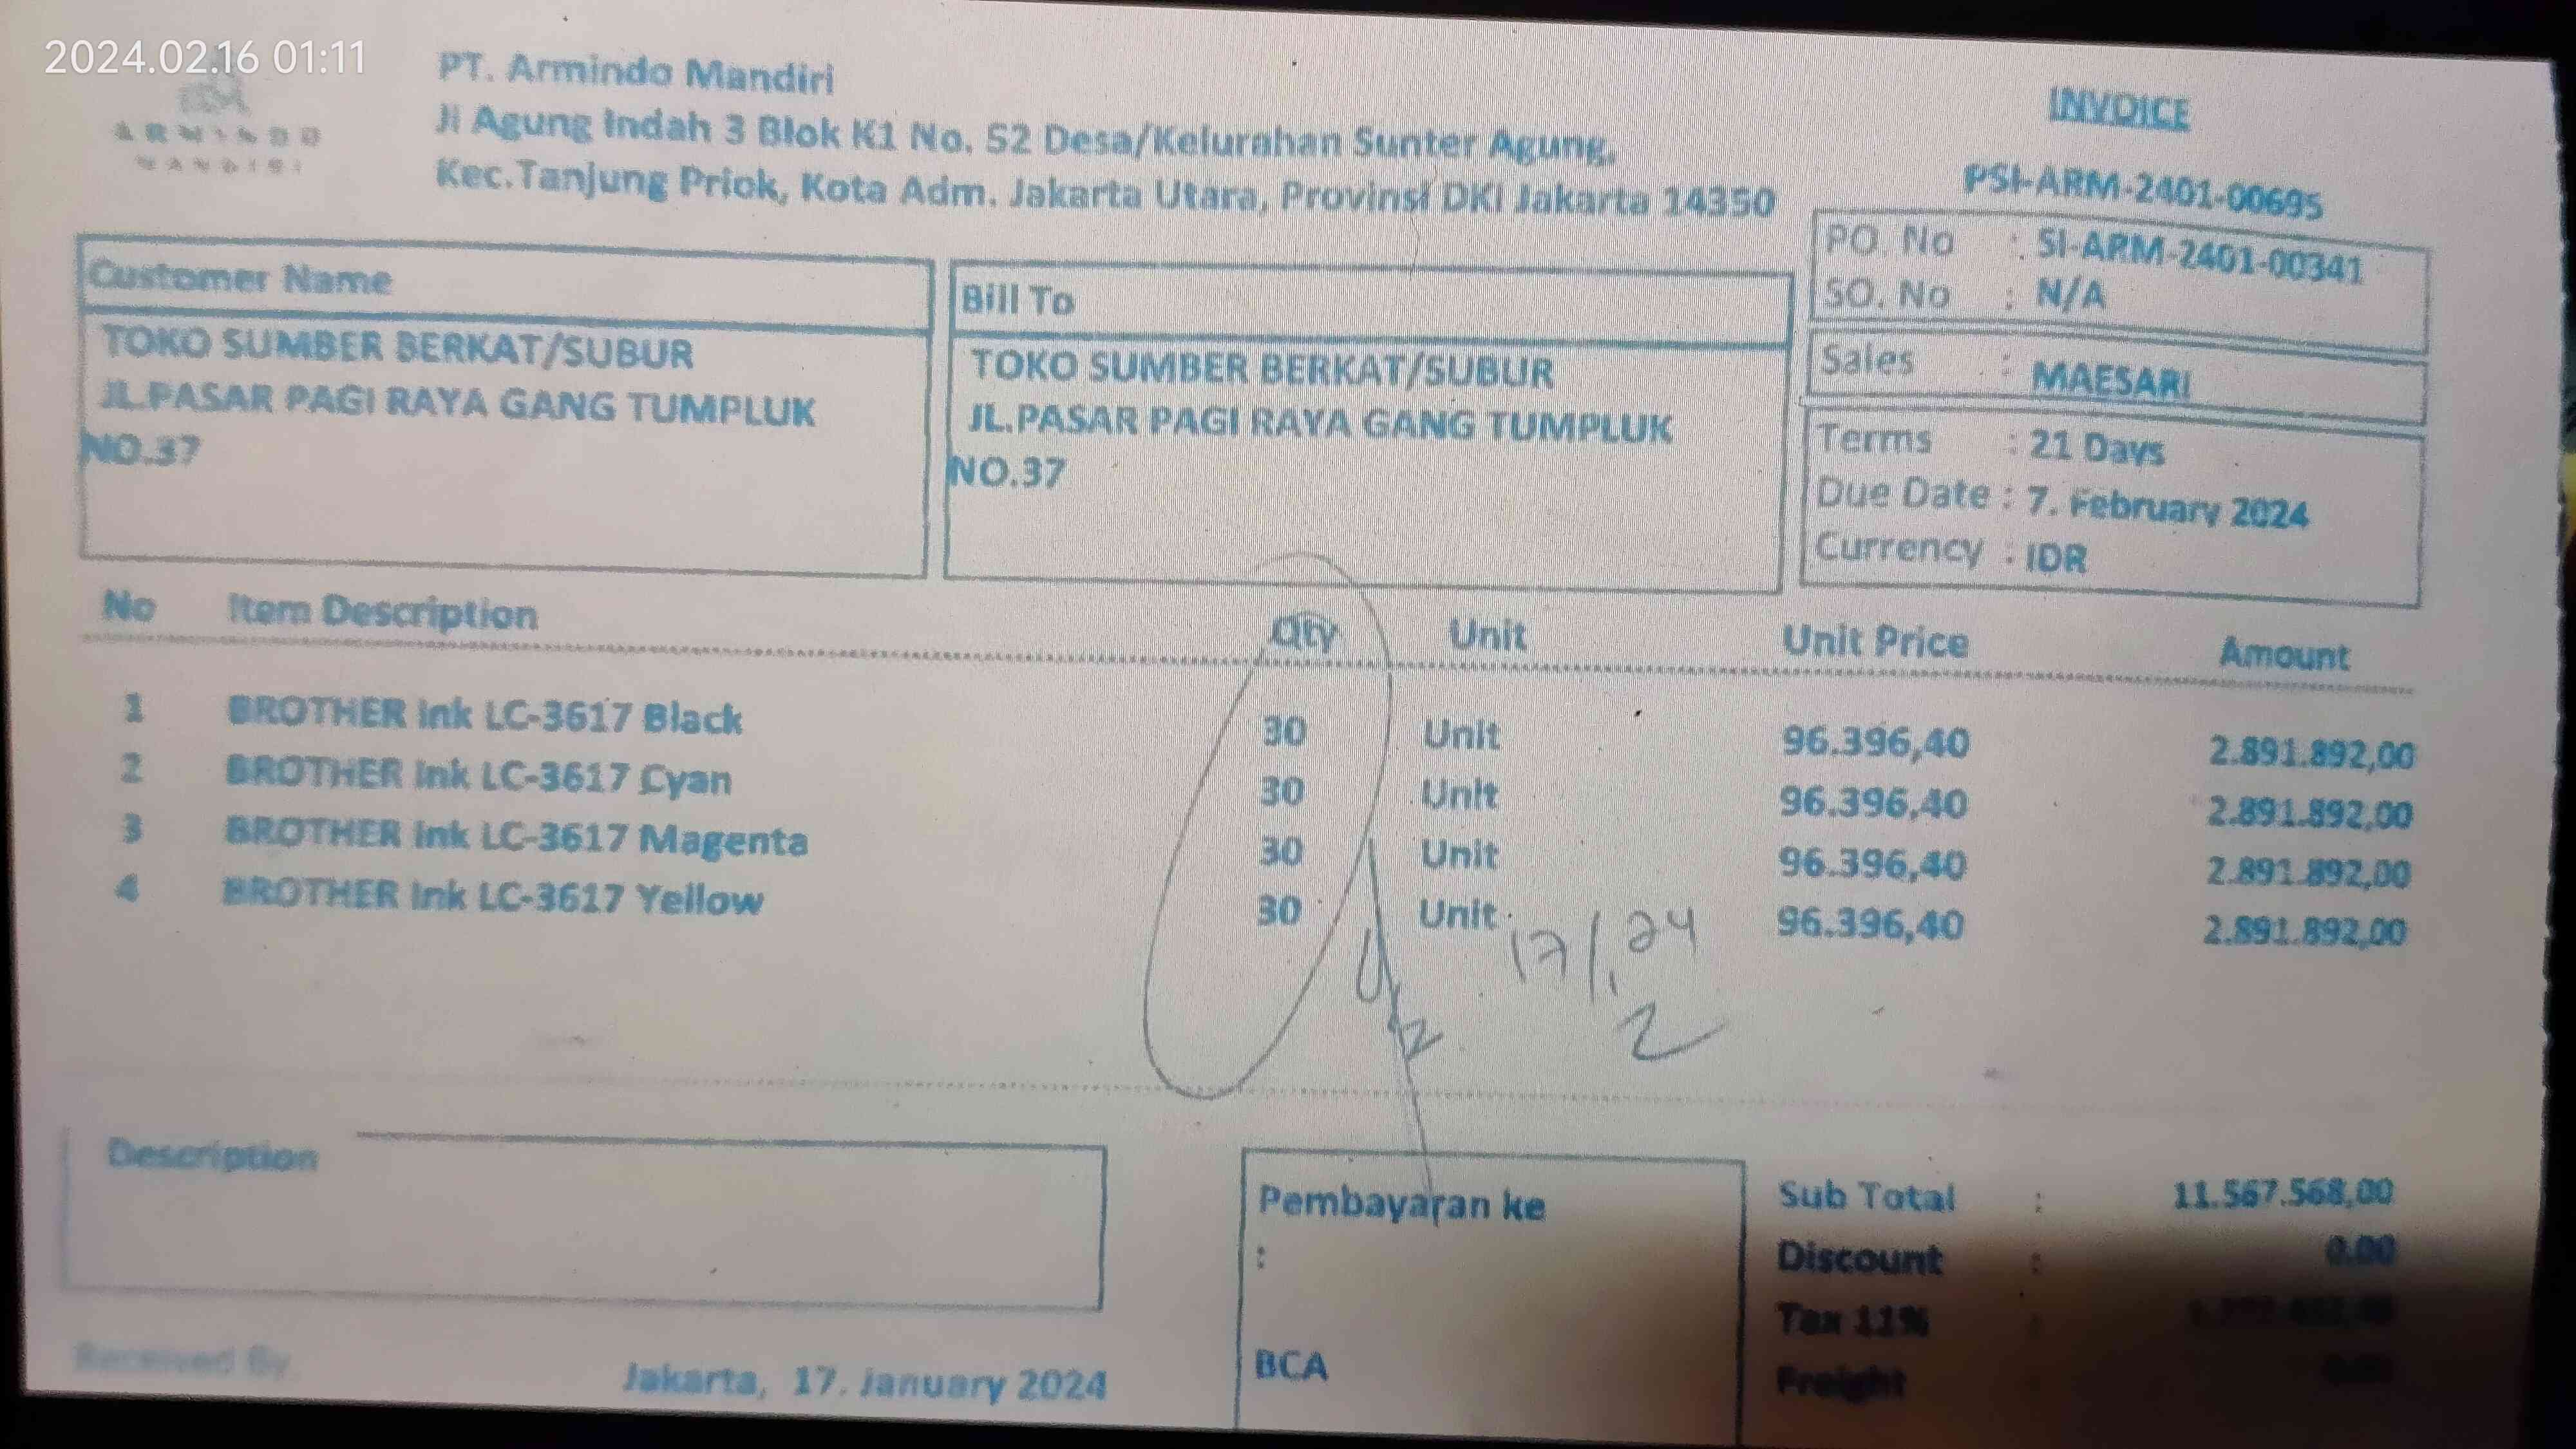 2024.02.16 01:11
ARMINDO
MANDIRI
PT. Armindo Mandiri
Jl Agung Indah 3 Blok K1 No. 52 Desa/Kelurahan Sunter Agung,
Kec.Tanjung Priok, Kota Adm. Jakarta Utara, Provinsi DKI Jakarta 14350
INVOICE
PSI-ARM-2401-00695
PO. No : SI-ARM-2401-00341
SO. No : N/A
Sales : MAESARI
Terms : 21 Days
Due Date : 7. February 2024
Currency : IDR
Customer Name
TOKO SUMBER BERKAT/SUBUR
JL.PASAR PAGI RAYA GANG TUMPLUK
NO.37
Bill To
TOKO SUMBER BERKAT/SUBUR
JL.PASAR PAGI RAYA GANG TUMPLUK
NO.37
No Item Description Qty Unit Unit Price Amount
1 BROTHER Ink LC-3617 Black 30 Unit 96.396,40 2.891.892,00
2 BROTHER Ink LC-3617 Cyan 30 Unit 96.396,40 2.891.892,00
3 BROTHER Ink LC-3617 Magenta 30 Unit 96.396,40 2.891.892,00
4 BROTHER Ink LC-3617 Yellow 30 Unit 96.396,40 2.891.892,00
17/ 24
2
Description
Pembayaran ke
:
BCA
Sub Total : 11.567.568,00
Discount : 0.00
Tax 11% :
Freight
Received By
Jakarta, 17. January 2024